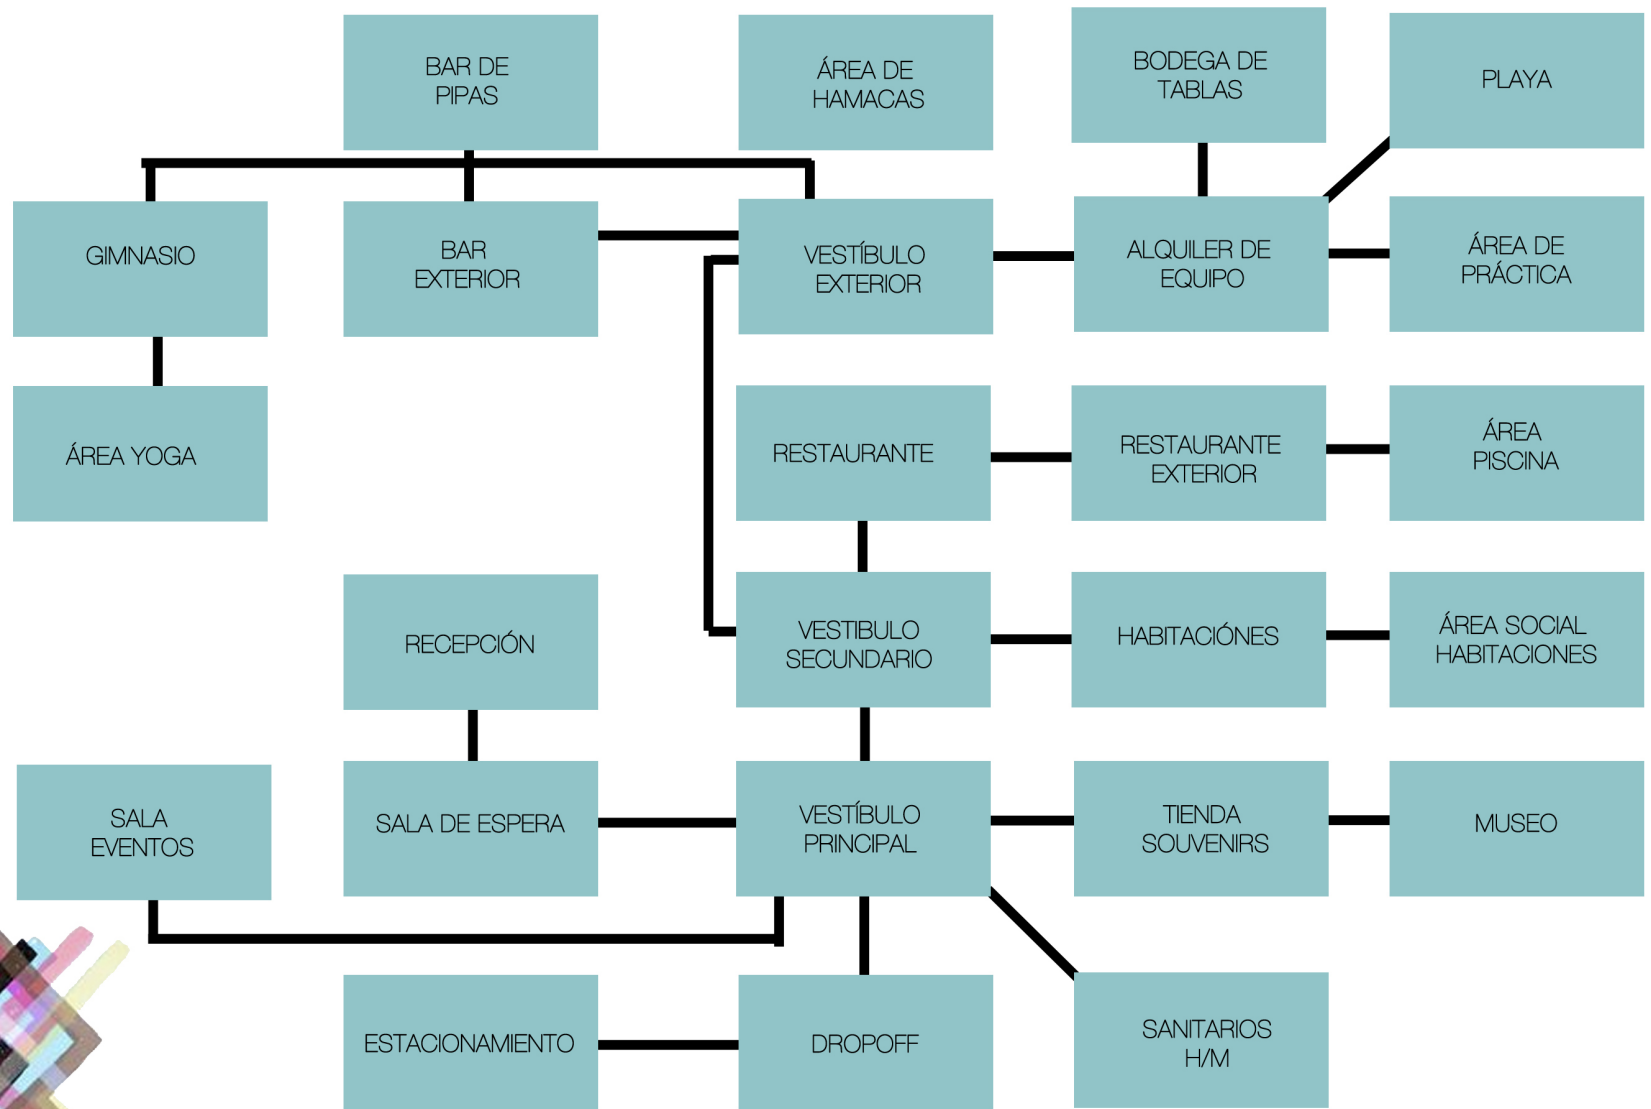 BAR DE
PIPAS
ÁREA DE
HAMACAS
BODEGA DE
TABLAS
PLAYA
GIMNASIO
BAR
EXTERIOR
VESTÍBULO
EXTERIOR
ALQUILER DE
EQUIPO
ÁREA DE
PRÁCTICA
ÁREA YOGA
RESTAURANTE
RESTAURANTE
EXTERIOR
ÁREA
PISCINA
RECEPCIÓN
VESTIBULO
SECUNDARIO
HABITACIÓNES
ÁREA SOCIAL
HABITACIONES
SALA
EVENTOS
SALA DE ESPERA
VESTÍBULO
PRINCIPAL
TIENDA
SOUVENIRS
MUSEO
ESTACIONAMIENTO
DROPOFF
SANITARIOS
H/M